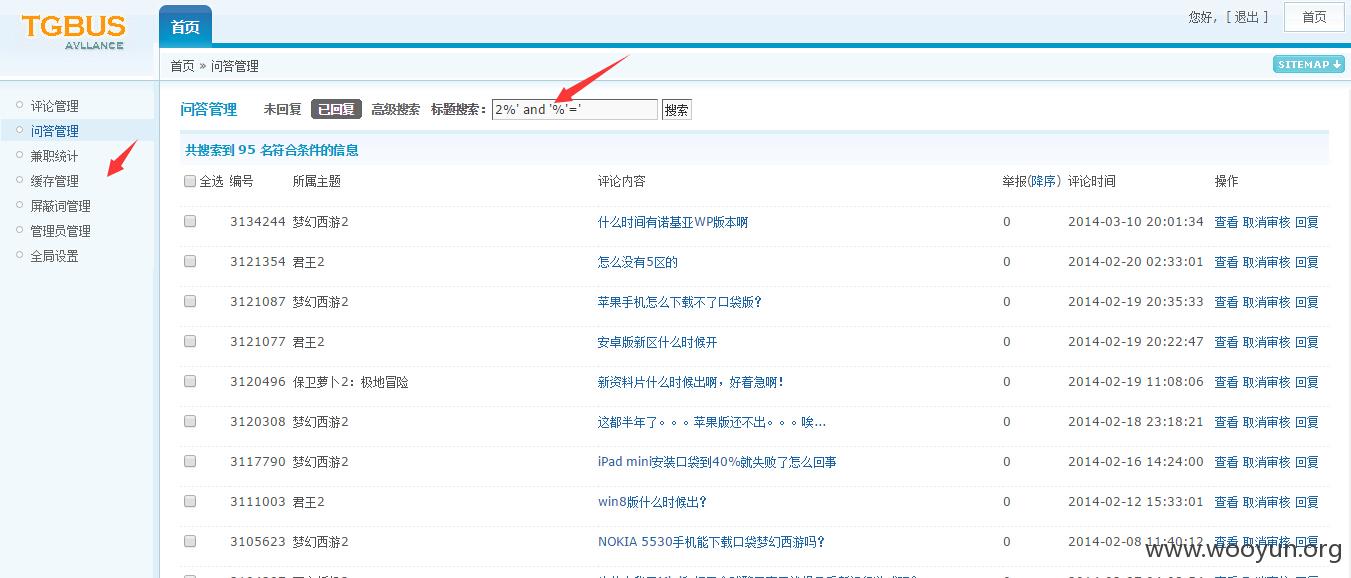 TGBUS
AVLLANCE
首页
您好，[ 退出 ]
首页
首页 » 问答管理
SITEMAP
评论管理
问答管理
兼职统计
缓存管理
屏蔽词管理
管理员管理
全局设置
问答管理 未回复 已回复 高级搜索 标题搜索： 2%' and '%'=' 搜索
共搜索到 95 名符合条件的信息
全选 编号 所属主题 评论内容 举报(降序) 评论时间 操作
3134244 梦幻西游2 什么时间有诺基亚WP版本啊 0 2014-03-10 20:01:34 查看 取消审核 回复
3121354 君王2 怎么没有5区的 0 2014-02-20 02:33:01 查看 取消审核 回复
3121087 梦幻西游2 苹果手机怎么下载不了口袋版？ 0 2014-02-19 20:35:33 查看 取消审核 回复
3121077 君王2 安卓版新区什么时候开 0 2014-02-19 20:22:47 查看 取消审核 回复
3120496 保卫萝卜2：极地冒险 新资料片什么时候出啊，好着急啊！ 0 2014-02-19 11:08:06 查看 取消审核 回复
3120308 梦幻西游2 这都半年了。。。苹果版还不出。。。唉... 0 2014-02-18 23:18:21 查看 取消审核 回复
3117790 梦幻西游2 iPad mini安装口袋到40%就失败了怎么回事 0 2014-02-16 14:24:00 查看 取消审核 回复
3111003 君王2 win8版什么时候出？ 0 2014-02-12 15:33:01 查看 取消审核 回复
3105623 梦幻西游2 NOKIA 5530手机能下载口袋梦幻西游吗？ 0 2014-02-08 11:40:12 查看 取消审核 回复
www.wooyun.org